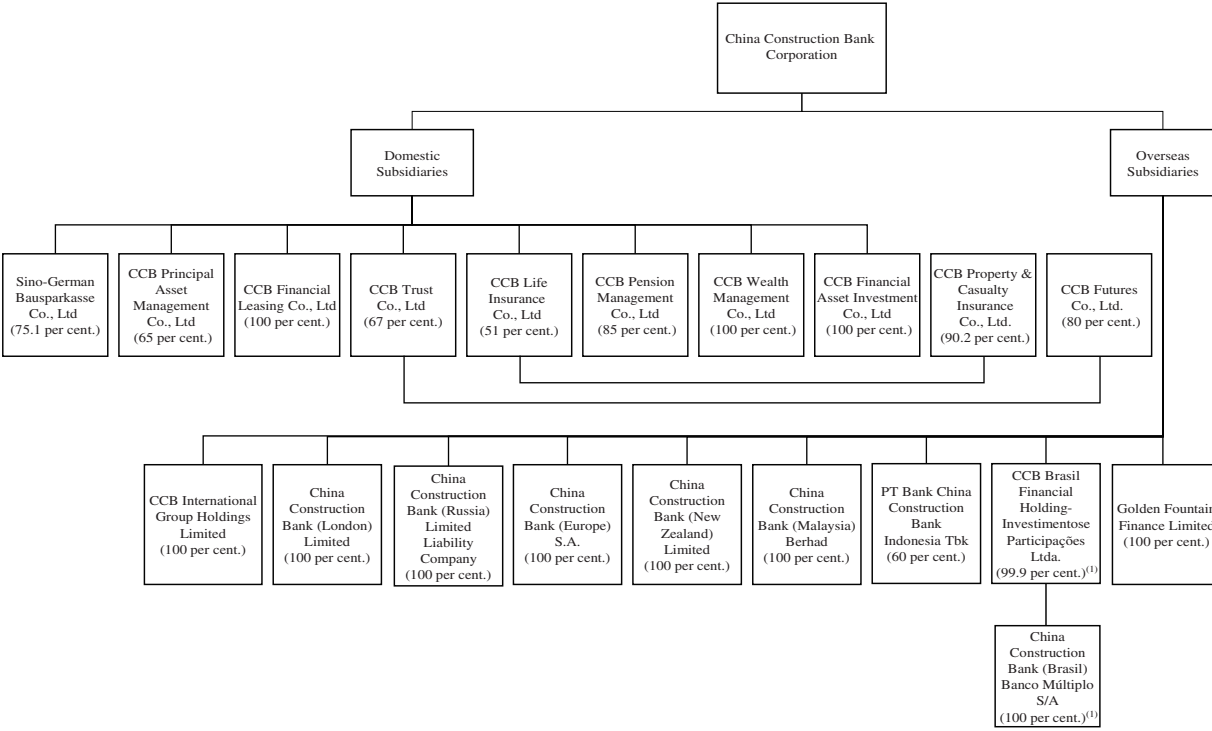 China Construction Bank
Corporation
Domestic
Subsidiaries
Overseas
Subsidiaries
Sino-German
Bausparkasse
Co., Ltd
(75.1 per cent.)
CCB Principal
Asset
Management
Co., Ltd
(65 per cent.)
CCB Financial
Leasing Co., Ltd
(100 per cent.)
CCB Trust
Co., Ltd
(67 per cent.)
CCB Life
Insurance
Co., Ltd
(51 per cent.)
CCB Pension
Management
Co., Ltd
(85 per cent.)
CCB Wealth
Management
Co., Ltd
(100 per cent.)
CCB Financial
Asset Investment
Co., Ltd
(100 per cent.)
CCB Property &
Casualty
Insurance
Co., Ltd.
(90.2 per cent.)
CCB Futures
Co., Ltd.
(80 per cent.)
CCB International
Group Holdings
Limited
(100 per cent.)
China
Construction
Bank (London)
Limited
(100 per cent.)
China
Construction
Bank (Russia)
Limited
Liability
Company
(100 per cent.)
China
Construction
Bank (Europe)
S.A.
(100 per cent.)
China
Construction
Bank (New
Zealand)
Limited
(100 per cent.)
China
Construction
Bank (Malaysia)
Berhad
(100 per cent.)
PT Bank China
Construction
Bank
Indonesia Tbk
(60 per cent.)
CCB Brasil
Financial
Holding-
Investimentose
Participações
Ltda.
(99.9 per cent.)(1)
Golden Fountain
Finance Limited
(100 per cent.)
China
Construction
Bank (Brasil)
Banco Múltiplo
S/A
(100 per cent.)(1)